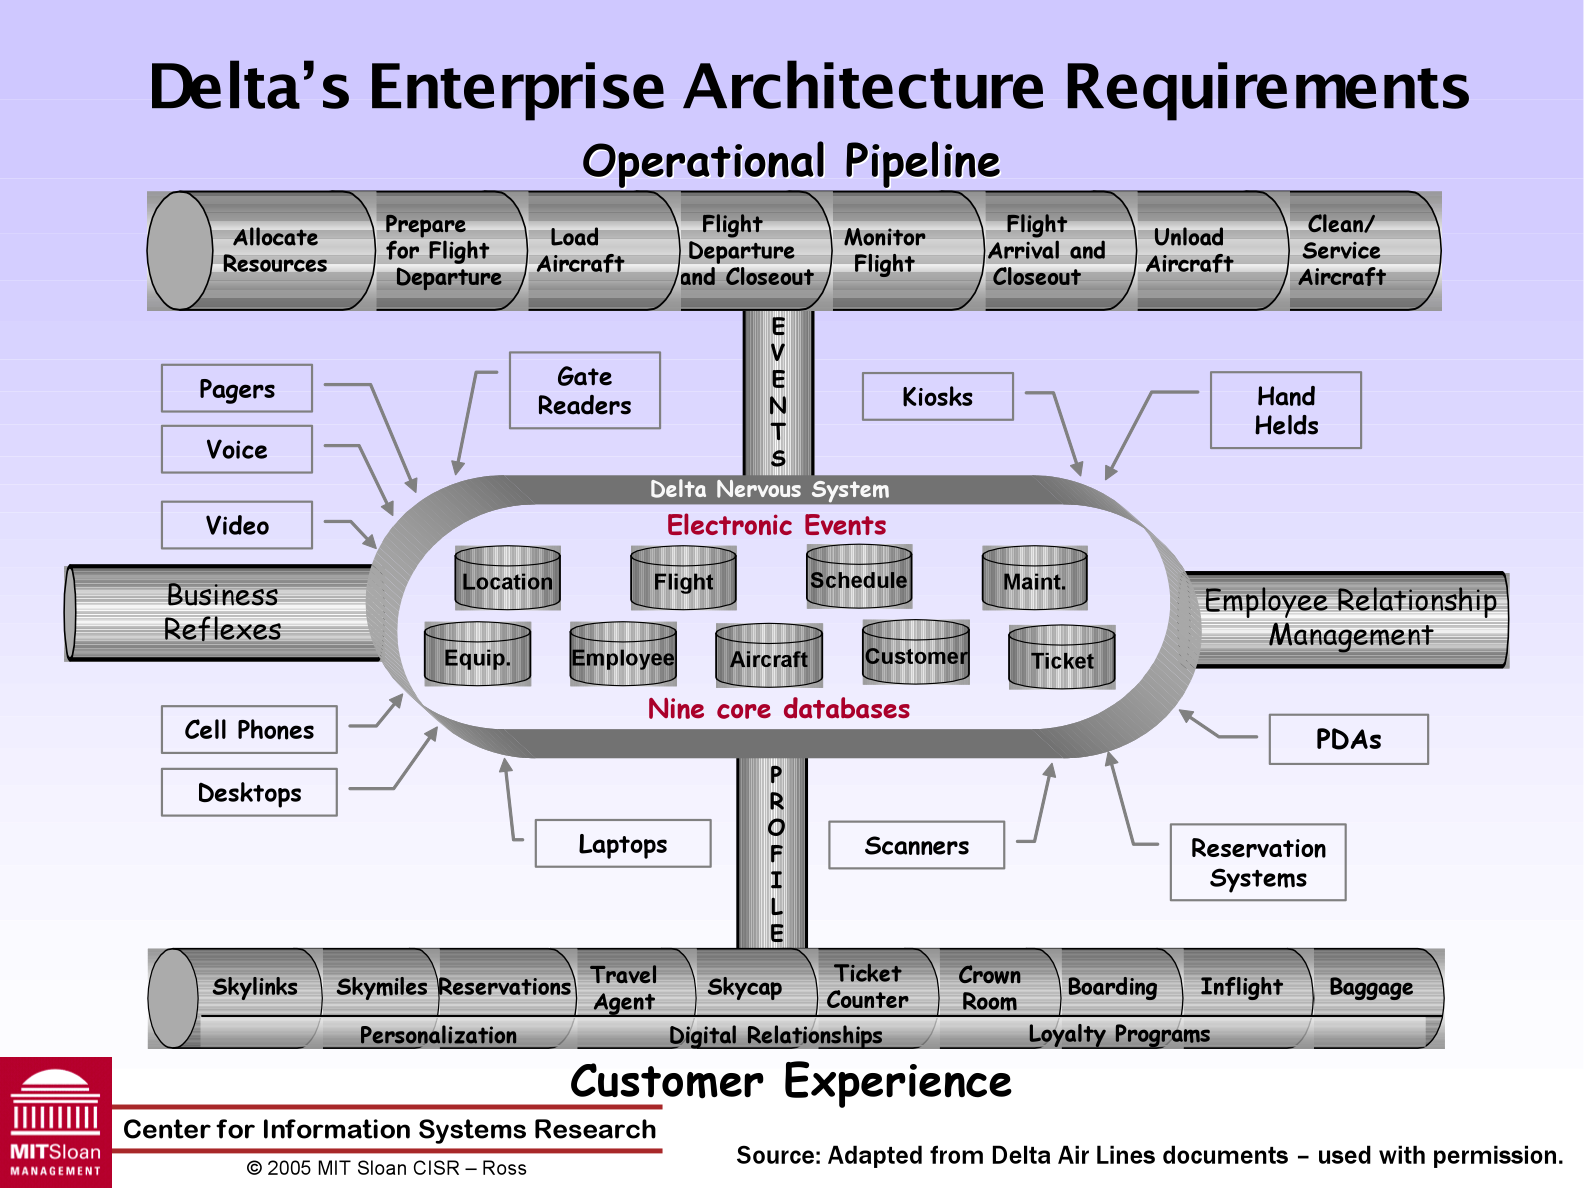 Delta's Enterprise Architecture Requirements
Operational Pipeline
Allocate
Resources
Prepare
for Flight
Departure
Load
Aircraft
Flight
Departure
and Closeout
Monitor
Flight
Flight
Arrival and
Closeout
Unload
Aircraft
Clean/
Service
Aircraft
EVENTS
Pagers
Gate
Readers
Kiosks
Hand
Helds
Voice
Video
Delta Nervous System
Electronic Events
Location
Flight
Schedule
Maint.
Business
Reflexes
Employee Relationship
Management
Equip.
Employee
Aircraft
Customer
Ticket
Nine core databases
Cell Phones
PDAs
Desktops
Laptops
Scanners
Reservation
Systems
PROFILE
Skylinks
Skymiles
Reservations
Travel
Agent
Skycap
Ticket
Counter
Crown
Room
Boarding
Inflight
Baggage
Personalization
Digital Relationships
Loyalty Programs
Customer Experience
MITSloan
MANAGEMENT
Center for Information Systems Research
© 2005 MIT Sloan CISR – Ross
Source: Adapted from Delta Air Lines documents – used with permission.